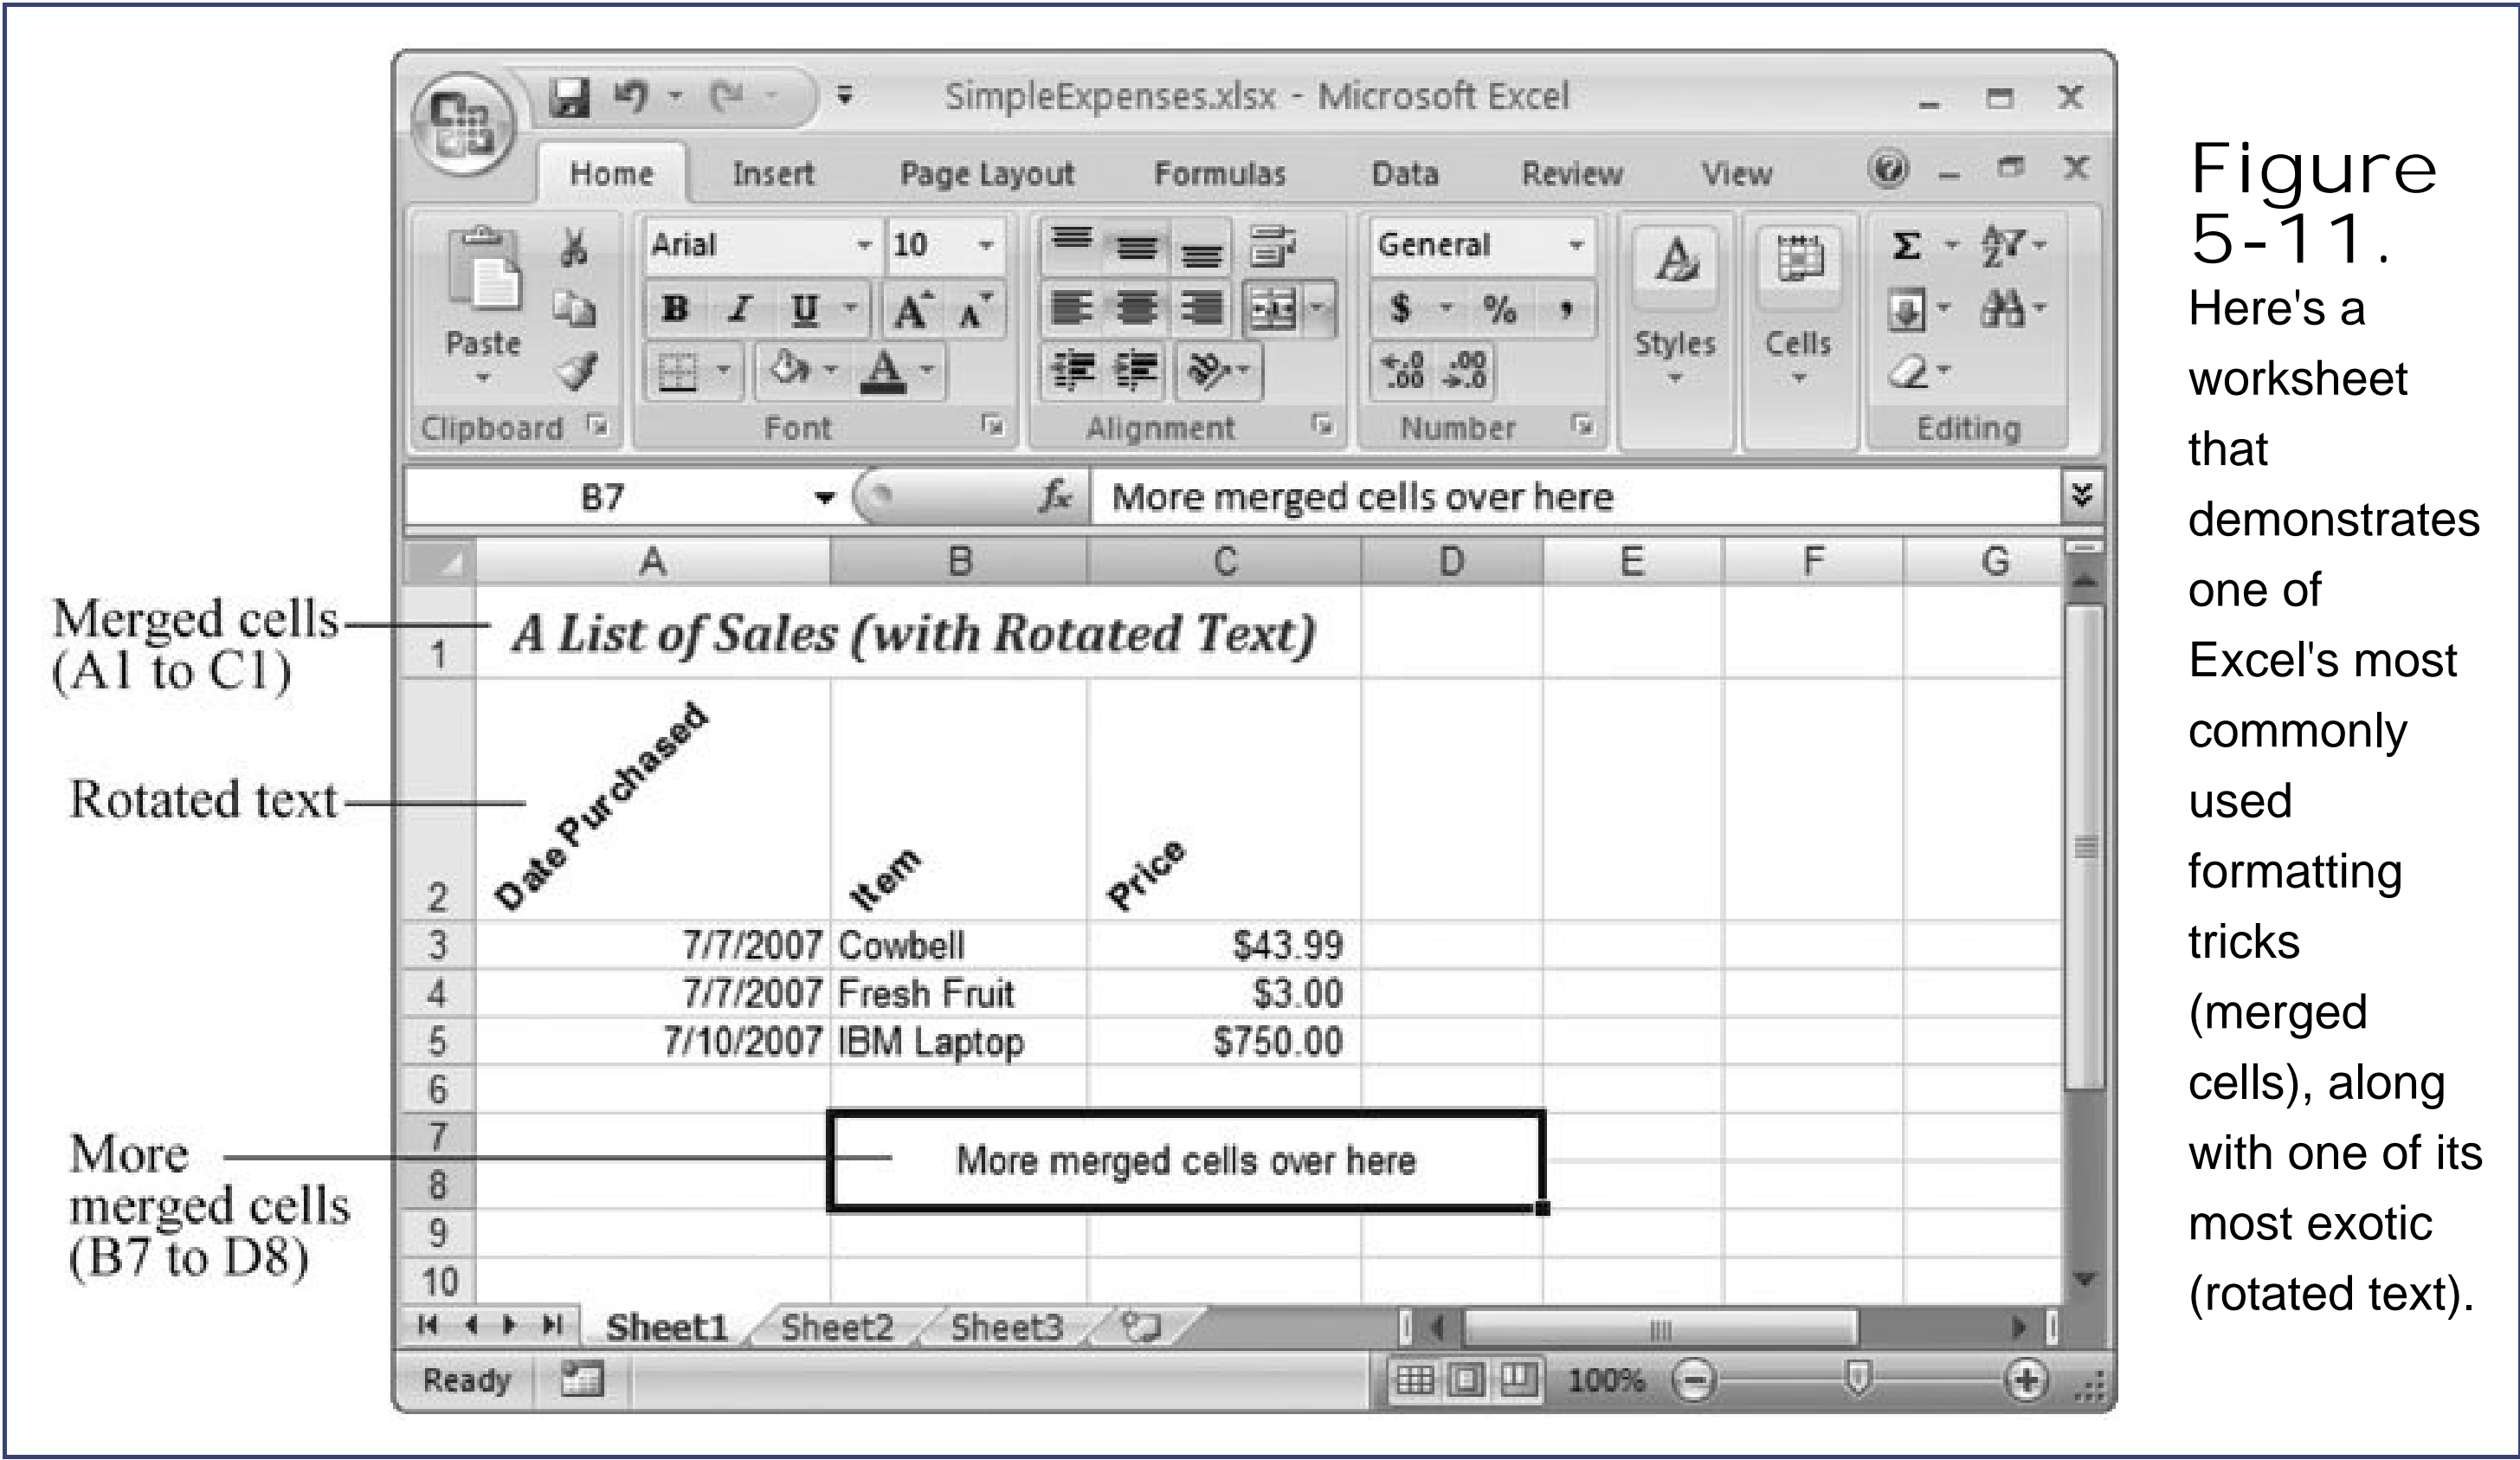 SimpleExpenses.xlsx - Microsoft Excel
Home Insert Page Layout Formulas Data Review View
Arial 10 General
B I U A A $ % ,
Paste A .0 .00 .00 .0 Styles Cells Σ
Clipboard Font Alignment Number Editing
B7 fx More merged cells over here
A B C D E F G
Merged cells
(A1 to C1)
1 A List of Sales (with Rotated Text)
Rotated text
2 Date Purchased Item Price
3 7/7/2007 Cowbell $43.99
4 7/7/2007 Fresh Fruit $3.00
5 7/10/2007 IBM Laptop $750.00
6
More
merged cells
(B7 to D8)
7
More merged cells over here
8
9
10
Sheet1 Sheet2 Sheet3
Ready 100%
Figure
5-11.
Here's a
worksheet
that
demonstrates
one of
Excel's most
commonly
used
formatting
tricks
(merged
cells), along
with one of its
most exotic
(rotated text).